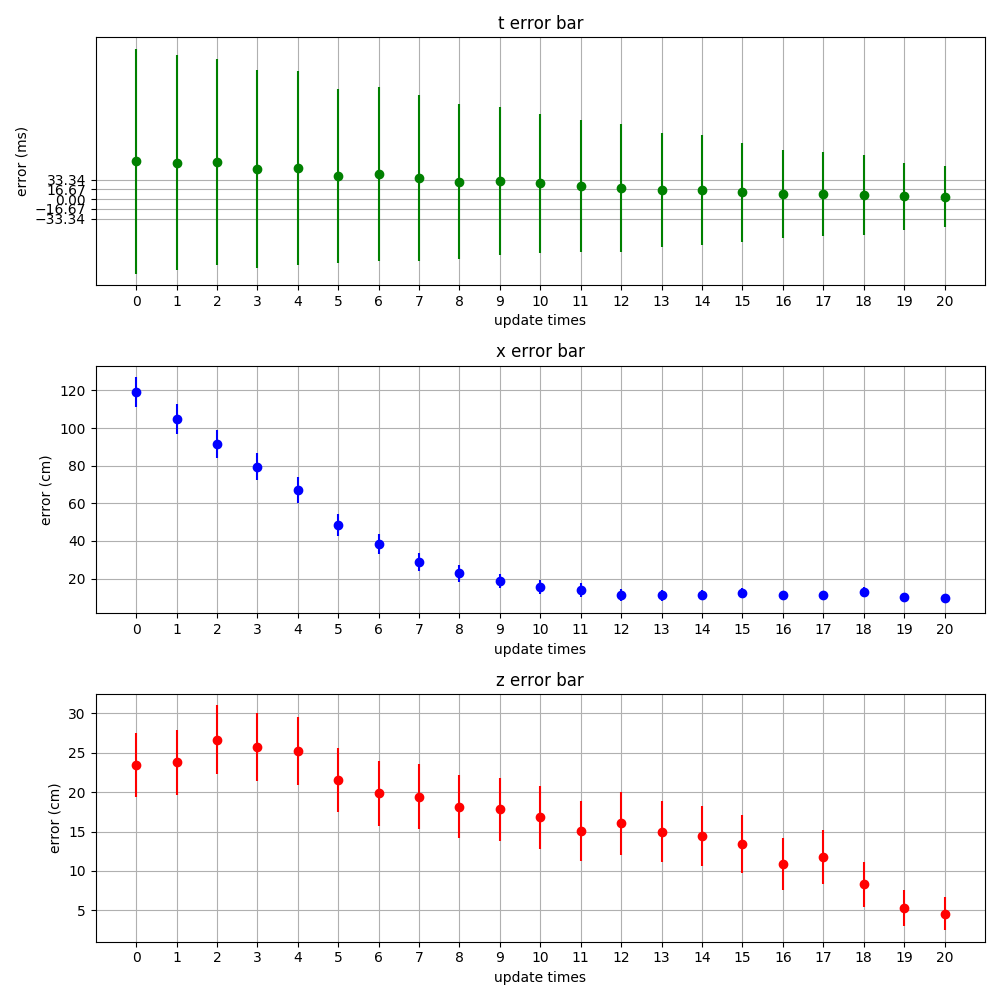 t error bar
error (ms)
33.34
16.67
0.00
−16.67
−33.34
0 1 2 3 4 5 6 7 8 9 10 11 12 13 14 15 16 17 18 19 20
update times
x error bar
error (cm)
120
100
80
60
40
20
0 1 2 3 4 5 6 7 8 9 10 11 12 13 14 15 16 17 18 19 20
update times
z error bar
error (cm)
30
25
20
15
10
5
0 1 2 3 4 5 6 7 8 9 10 11 12 13 14 15 16 17 18 19 20
update times